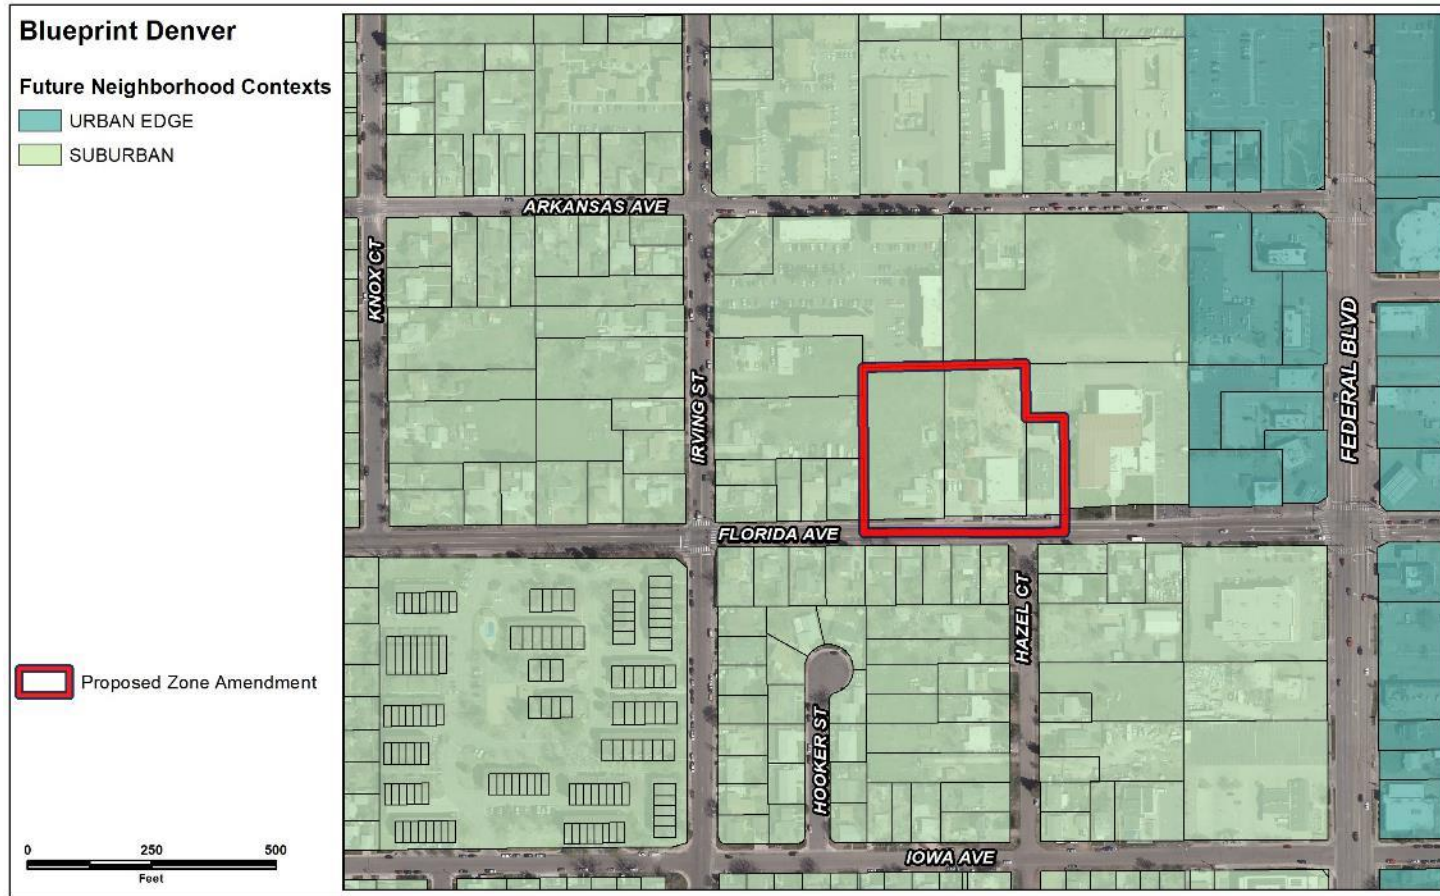 Blueprint Denver
Future Neighborhood Contexts
URBAN EDGE
SUBURBAN
ARKANSAS AVE
KNOX CT
IRVING ST
FEDERAL BLVD
FLORIDA AVE
HAZEL CT
HOOKER ST
Proposed Zone Amendment
0 250 500
Feet
IOWA AVE